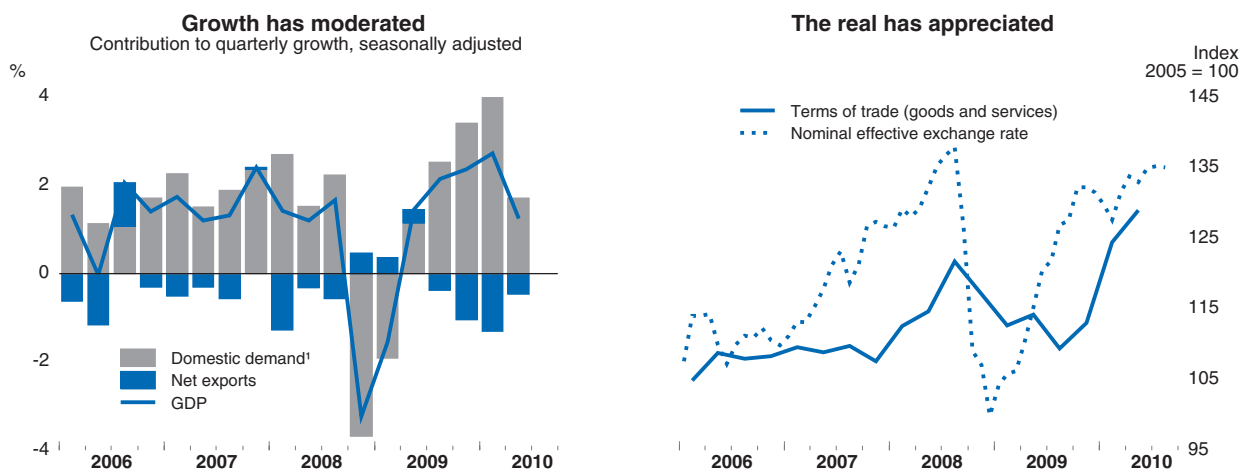 Growth has moderated
Contribution to quarterly growth, seasonally adjusted
%
4
2
0
-2
-4
Domestic demand¹
Net exports
GDP
2006 2007 2008 2009 2010
The real has appreciated
Index
2005 = 100
Terms of trade (goods and services)
Nominal effective exchange rate
145
135
125
115
105
95
2006 2007 2008 2009 2010